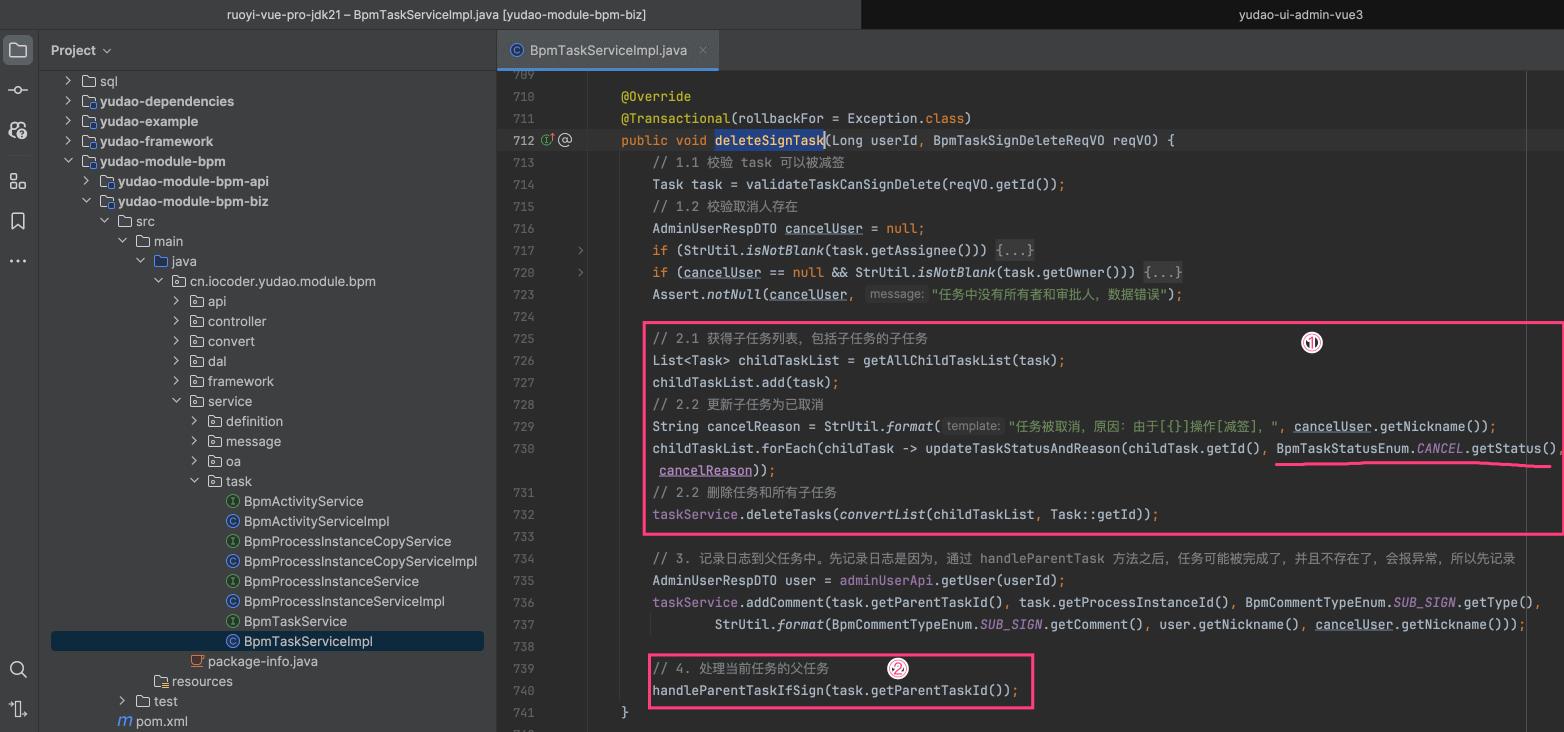 ruoyi-vue-pro-jdk21 – BpmTaskServiceImpl.java [yudao-module-bpm-biz]
yudao-ui-admin-vue3
Project
BpmTaskServiceImpl.java
sql
yudao-dependencies
yudao-example
yudao-framework
yudao-module-bpm
yudao-module-bpm-api
yudao-module-bpm-biz
src
main
java
cn.iocoder.yudao.module.bpm
api
controller
convert
dal
framework
service
definition
message
oa
task
BpmActivityService
BpmActivityServiceImpl
BpmProcessInstanceCopyService
BpmProcessInstanceCopyServiceImpl
BpmProcessInstanceService
BpmProcessInstanceServiceImpl
BpmTaskService
BpmTaskServiceImpl
package-info.java
resources
test
pom.xml
709
710 @Override
711 @Transactional(rollbackFor = Exception.class)
712 public void deleteSignTask(Long userId, BpmTaskSignDeleteReqVO reqVO) {
713 // 1.1 校验 task 可以被减签
714 Task task = validateTaskCanSignDelete(reqVO.getId());
715 // 1.2 校验取消人存在
716 AdminUserRespDTO cancelUser = null;
717 if (StrUtil.isNotBlank(task.getAssignee())) {...}
720 if (cancelUser == null && StrUtil.isNotBlank(task.getOwner())) {...}
723 Assert.notNull(cancelUser, message: "任务中没有所有者和审批人，数据错误");
724
725 // 2.1 获得子任务列表，包括子任务的子任务 ①
726 List<Task> childTaskList = getAllChildTaskList(task);
727 childTaskList.add(task);
728 // 2.2 更新子任务为已取消
729 String cancelReason = StrUtil.format( template: "任务被取消，原因：由于[{}]操作[减签]，", cancelUser.getNickname());
730 childTaskList.forEach(childTask -> updateTaskStatusAndReason(childTask.getId(), BpmTaskStatusEnum.CANCEL.getStatus(),
cancelReason));
731 // 2.2 删除任务和所有子任务
732 taskService.deleteTasks(convertList(childTaskList, Task::getId));
733
734 // 3. 记录日志到父任务中。先记录日志是因为，通过 handleParentTask 方法之后，任务可能被完成了，并且不存在了，会报异常，所以先记录
735 AdminUserRespDTO user = adminUserApi.getUser(userId);
736 taskService.addComment(task.getParentTaskId(), task.getProcessInstanceId(), BpmCommentTypeEnum.SUB_SIGN.getType(),
737 StrUtil.format(BpmCommentTypeEnum.SUB_SIGN.getComment(), user.getNickname(), cancelUser.getNickname()));
738
739 // 4. 处理当前任务的父任务 ②
740 handleParentTaskIfSign(task.getParentTaskId());
741 }